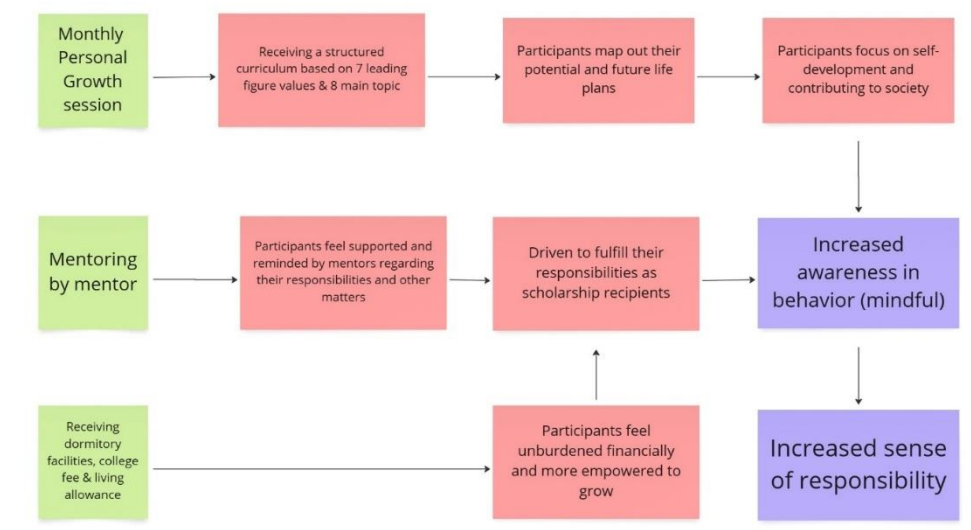 Monthly
Personal
Growth
session
Receiving a structured
curriculum based on 7 leading
figure values & 8 main topic
Participants map out their
potential and future life
plans
Participants focus on self-
development and
contributing to society
Mentoring
by mentor
Participants feel supported and
reminded by mentors regarding
their responsibilities and other
matters
Driven to fulfill their
responsibilities as
scholarship recipients
Increased
awareness in
behavior (mindful)
Receiving
dormitory
facilities, college
fee & living
allowance
Participants feel
unburdened financially
and more empowered to
grow
Increased sense
of responsibility